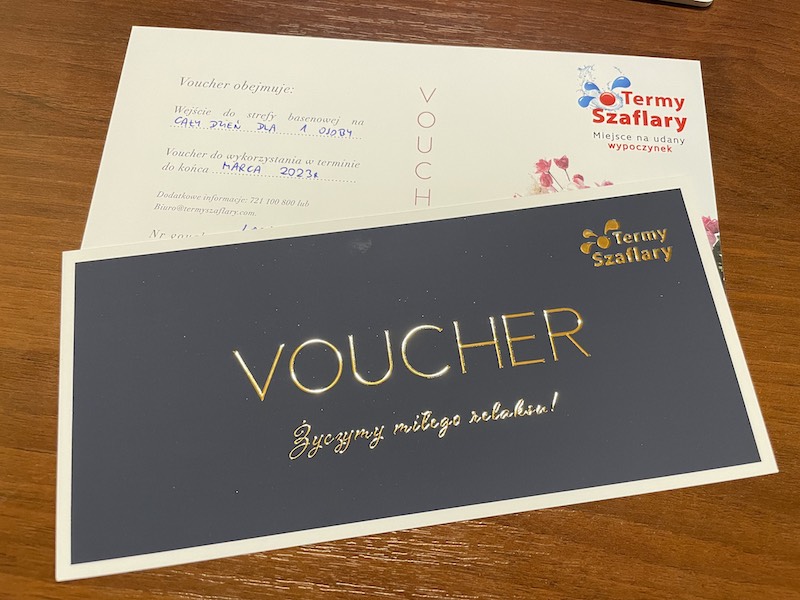 Voucher obejmuje:
Wejście do strefy basenowej na
CAŁY DZIEŃ DLA 1 OSOBY
Voucher do wykorzystania w terminie
do końca MARCA 2023r
Dodatkowe informacje: 721 100 800 lub
Biuro@termyszaflary.com.
Nr
VOUCH
Termy
Szaflary
Miejsce na udany
wypoczynek
Termy
Szaflary
VOUCHER
Życzymy miłego relaksu!